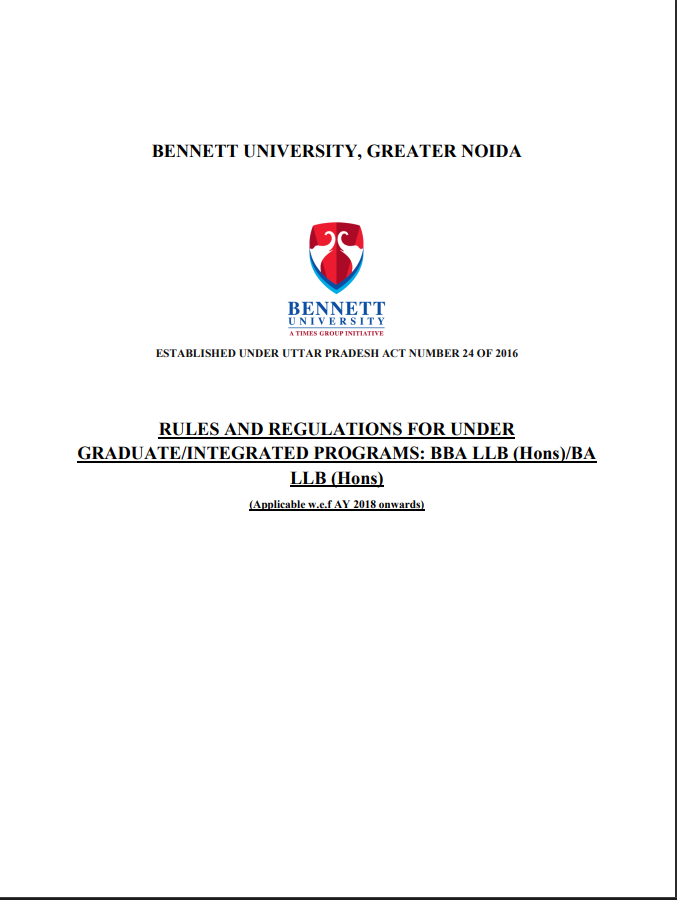 BENNETT UNIVERSITY, GREATER NOIDA
BENNETT
UNIVERSITY
A TIMES GROUP INITIATIVE
ESTABLISHED UNDER UTTAR PRADESH ACT NUMBER 24 OF 2016
RULES AND REGULATIONS FOR UNDER
GRADUATE/INTEGRATED PROGRAMS: BBA LLB (Hons)/BA
LLB (Hons)
(Applicable w.e.f AY 2018 onwards)